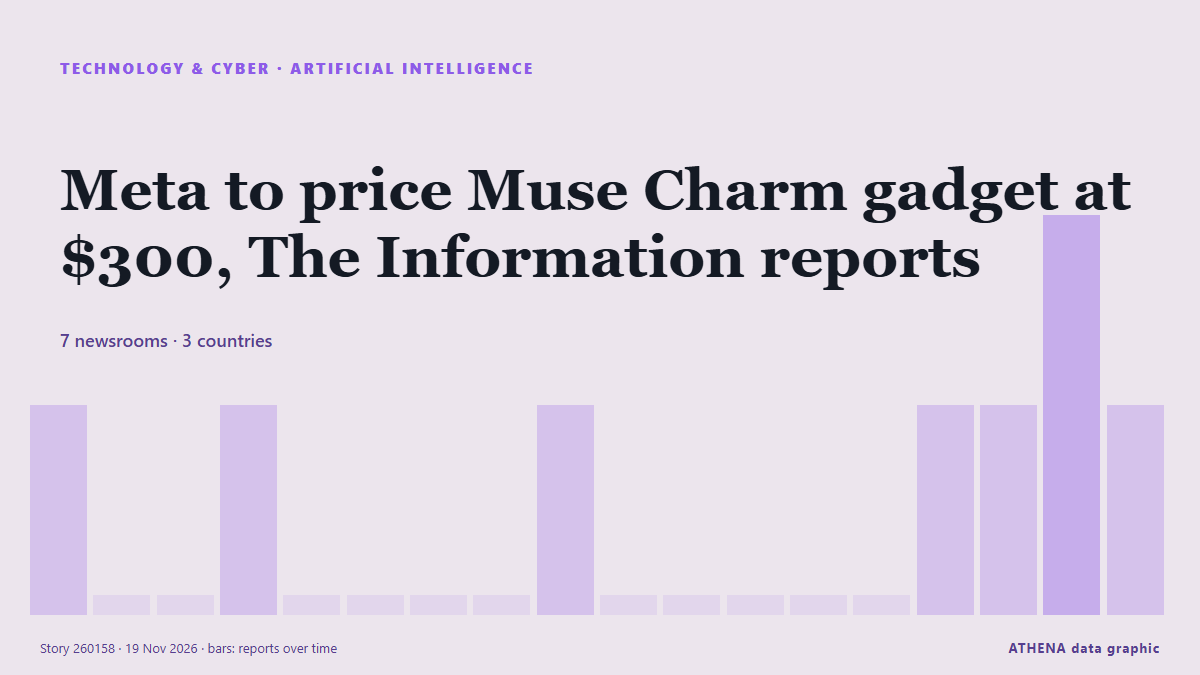 TECHNOLOGY & CYBER · ARTIFICIAL INTELLIGENCE
Meta to price Muse Charm gadget at
$300, The Information reports
7 newsrooms · 3 countries
Story 260158 · 19 Nov 2026 · bars: reports over time
ATHENA data graphic